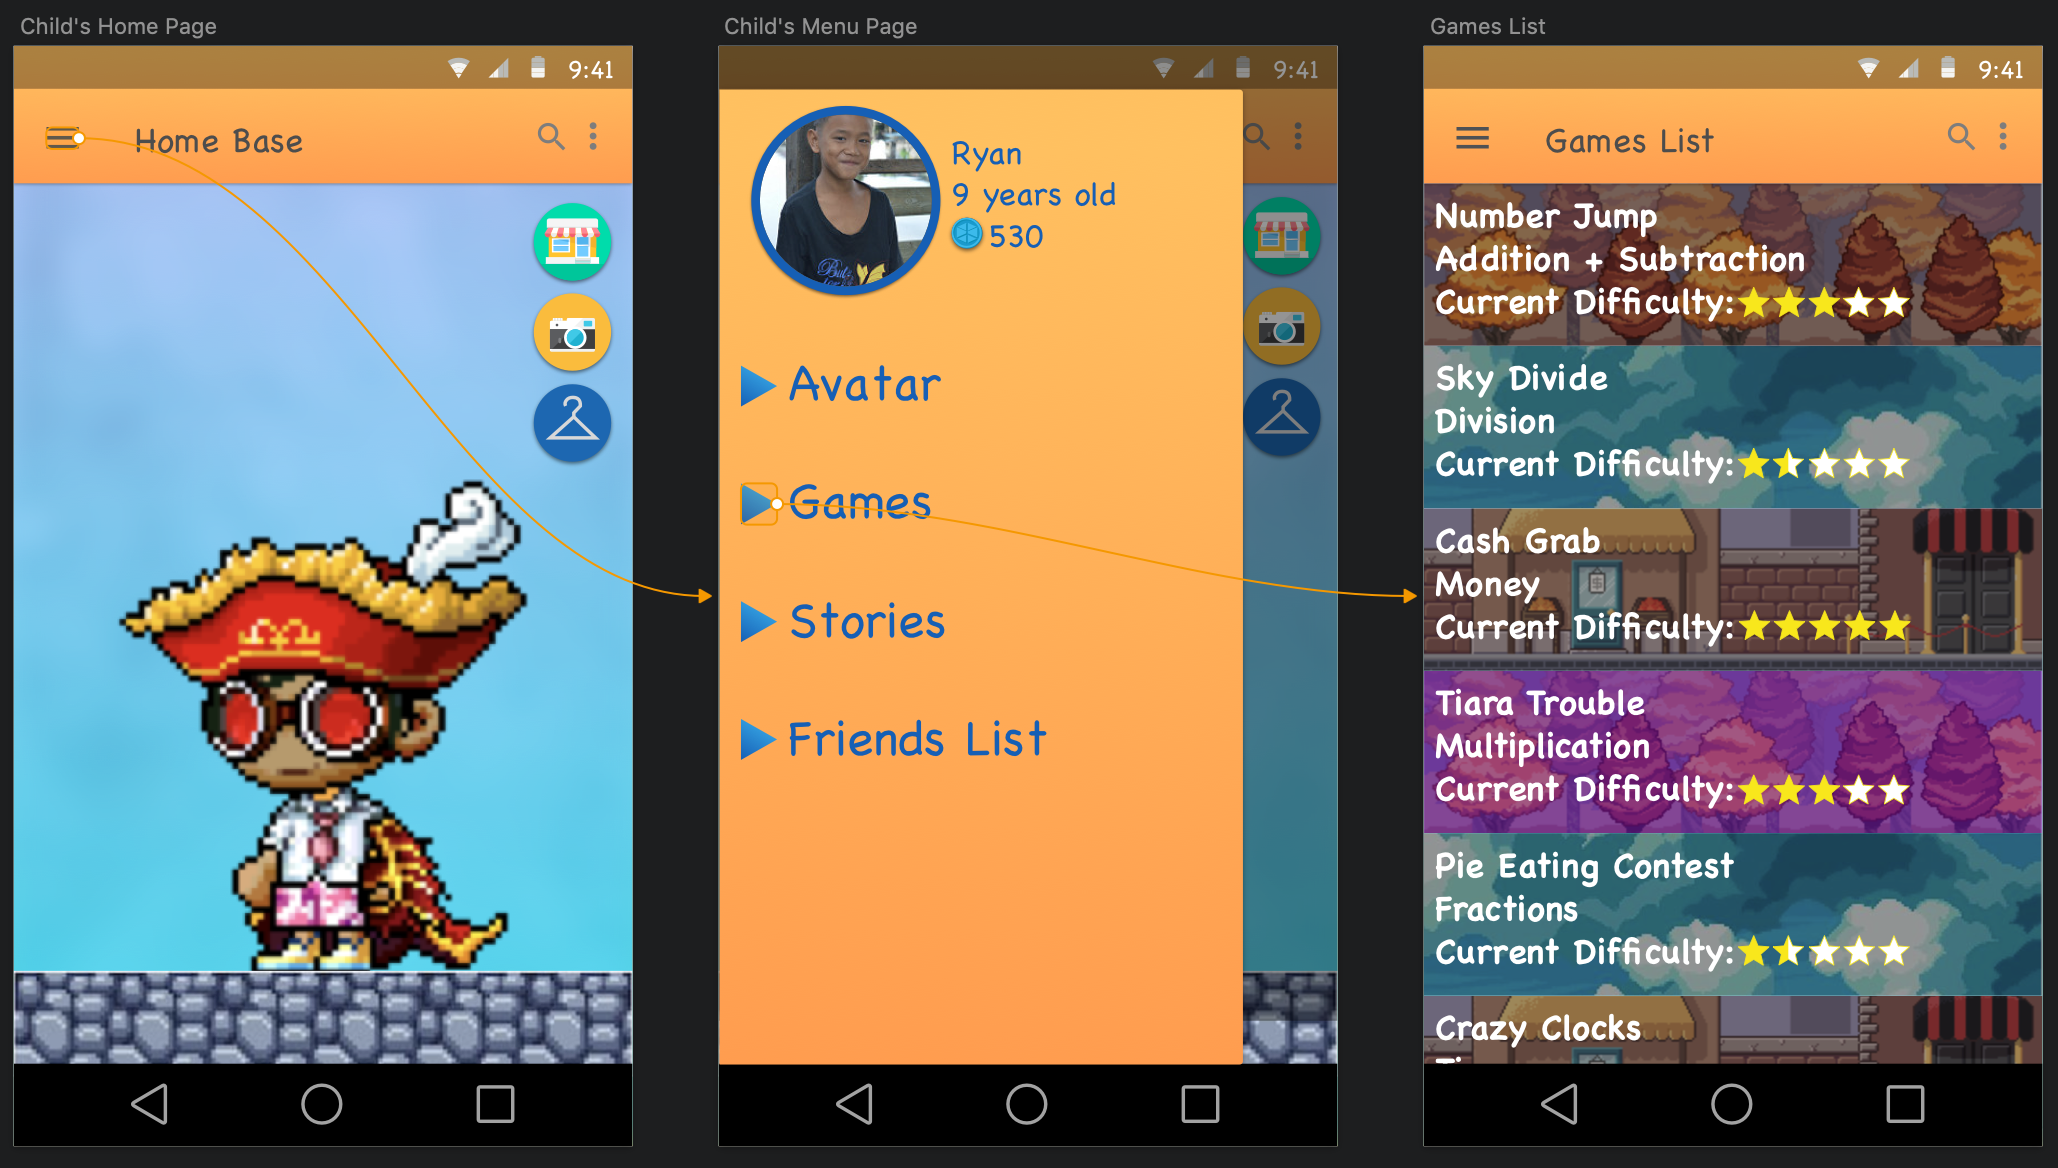 Child's Home Page
9:41
Home Base
Child's Menu Page
9:41
Ryan
9 years old
530
Avatar
Games
Stories
Friends List
Games List
9:41
Games List
Number Jump
Addition + Subtraction
Current Difficulty:
Sky Divide
Division
Current Difficulty:
Cash Grab
Money
Current Difficulty:
Tiara Trouble
Multiplication
Current Difficulty:
Pie Eating Contest
Fractions
Current Difficulty:
Crazy Clocks